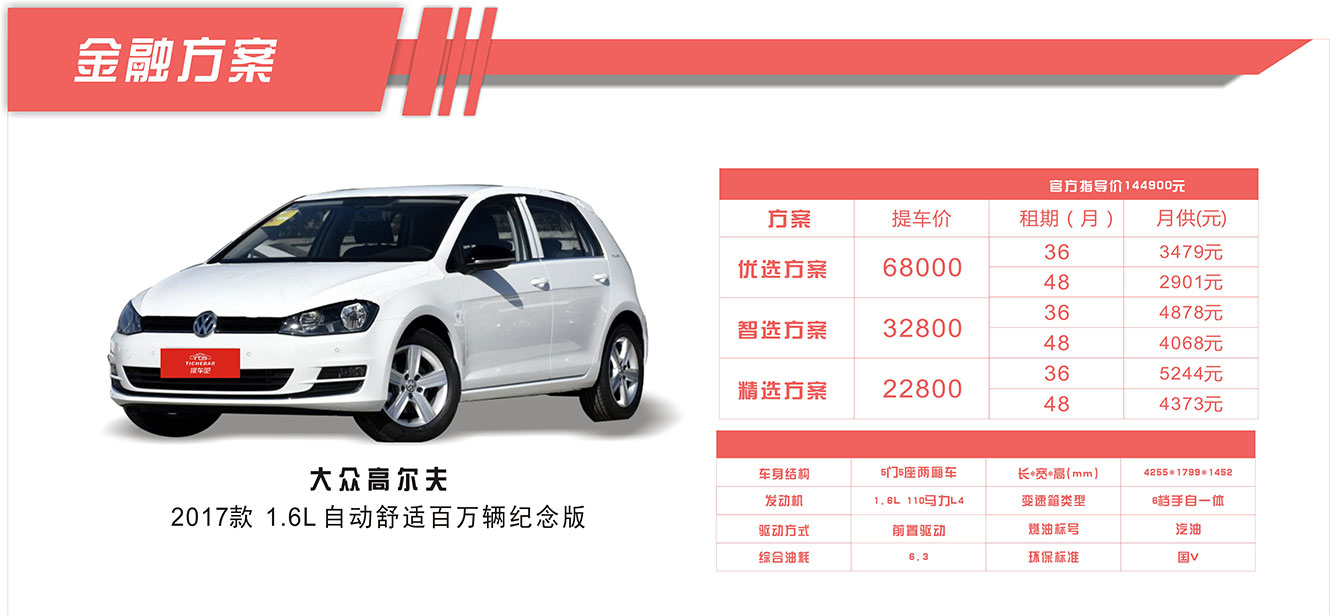 金融方案
官方指导价144900元
方案 提车价 租期(月) 月供(元)
优选方案 68000 36 3479元
48 2901元
智选方案 32800 36 4878元
48 4068元
精选方案 22800 36 5244元
48 4373元
TICHEBAR
提车吧
大众高尔夫
2017款 1.6L自动舒适百万辆纪念版
车身结构 5门5座两厢车 长*宽*高(mm) 4255*1799*1452
发动机 1.6L 110马力L4 变速箱类型 6档手自一体
驱动方式 前置驱动 燃油标号 汽油
综合油耗 6.3 环保标准 国V